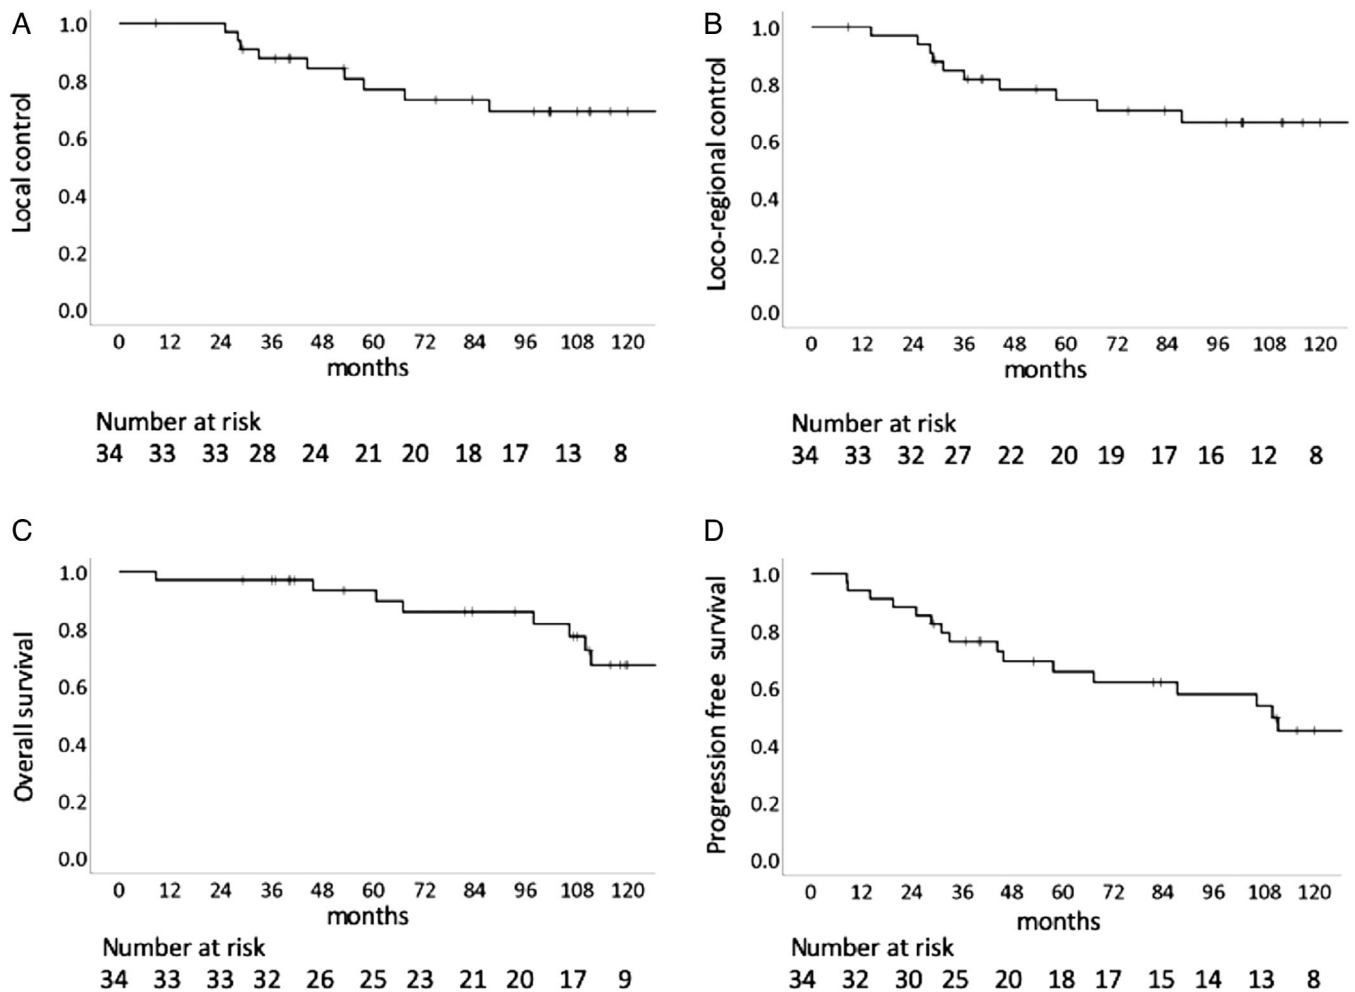 A
Local control
1.0
0.8
0.6
0.4
0.2
0.0
0 12 24 36 48 60 72 84 96 108 120
months
Number at risk
34 33 33 28 24 21 20 18 17 13 8
B
Loco-regional control
1.0
0.8
0.6
0.4
0.2
0.0
0 12 24 36 48 60 72 84 96 108 120
months
Number at risk
34 33 32 27 22 20 19 17 16 12 8
C
Overall survival
1.0
0.8
0.6
0.4
0.2
0.0
0 12 24 36 48 60 72 84 96 108 120
months
Number at risk
34 33 33 32 26 25 23 21 20 17 9
D
Progression free survival
1.0
0.8
0.6
0.4
0.2
0.0
0 12 24 36 48 60 72 84 96 108 120
months
Number at risk
34 32 30 25 20 18 17 15 14 13 8